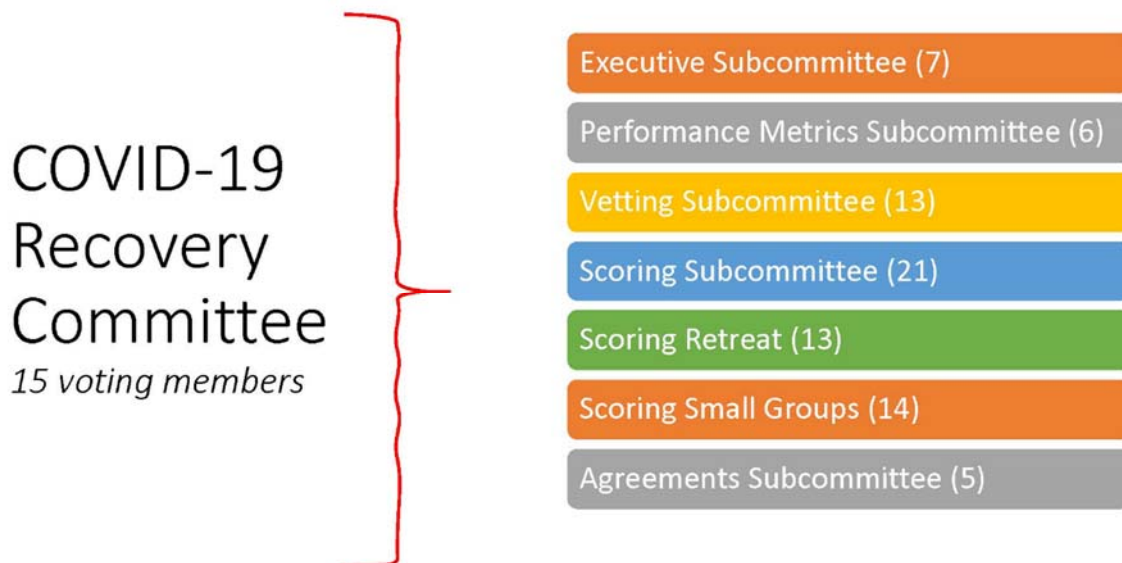 COVID-19
Recovery
Committee
15 voting members
Executive Subcommittee (7)
Performance Metrics Subcommittee (6)
Vetting Subcommittee (13)
Scoring Subcommittee (21)
Scoring Retreat (13)
Scoring Small Groups (14)
Agreements Subcommittee (5)